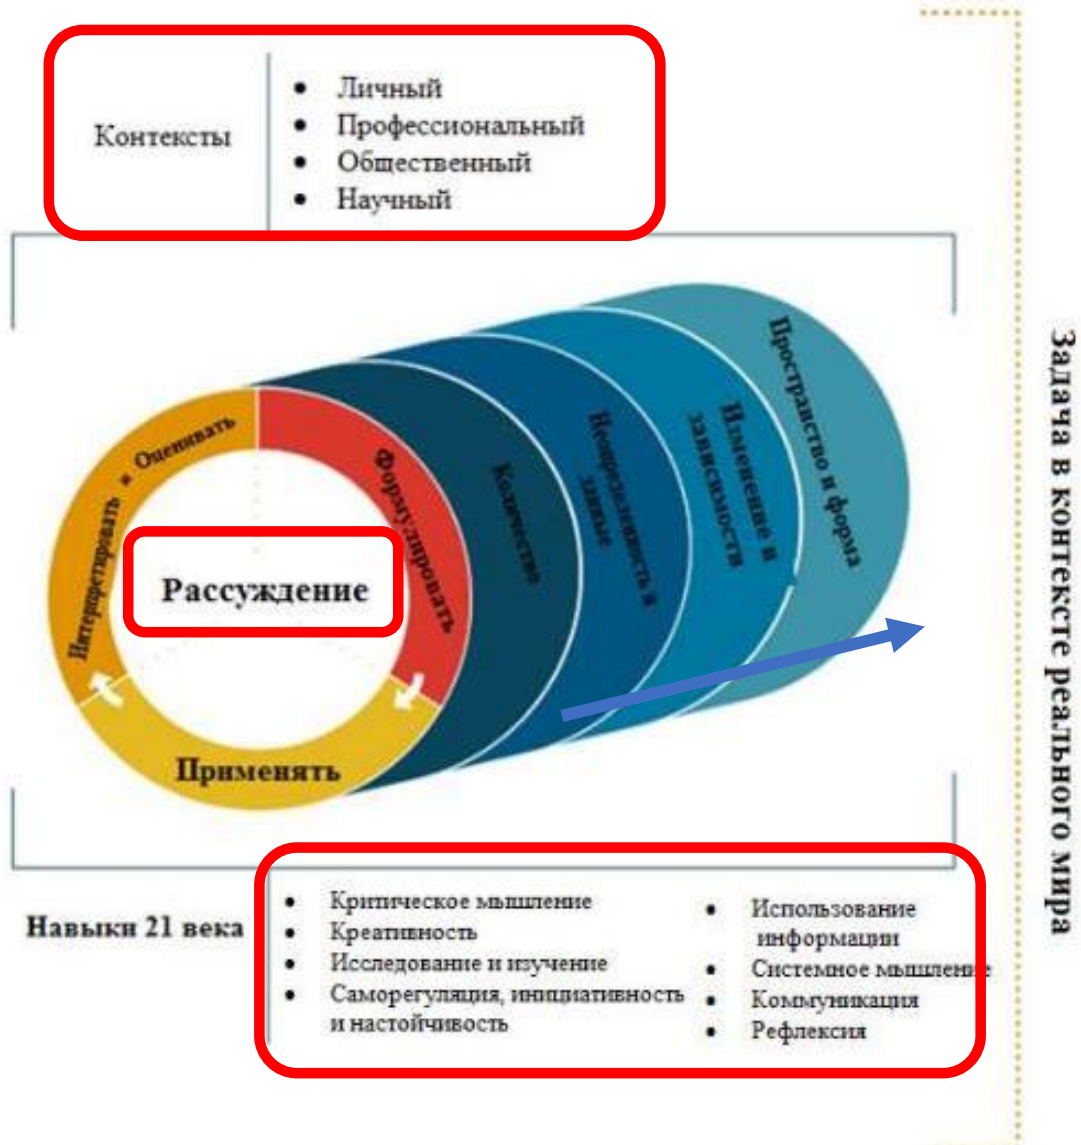 Контексты
• Личный
• Профессиональный
• Общественный
• Научный
Интерпретировать и Оценивать
Формулировать
Применять
Рассуждение
Количество
Неопределенность и
данные
Изменение и
зависимости
Пространство и форма
Задача в контексте реального мира
Навыки 21 века
• Критическое мышление
• Креативность
• Исследование и изучение
• Саморегуляция, инициативность
и настойчивость
• Использование
информации
• Системное мышление
• Коммуникация
• Рефлексия